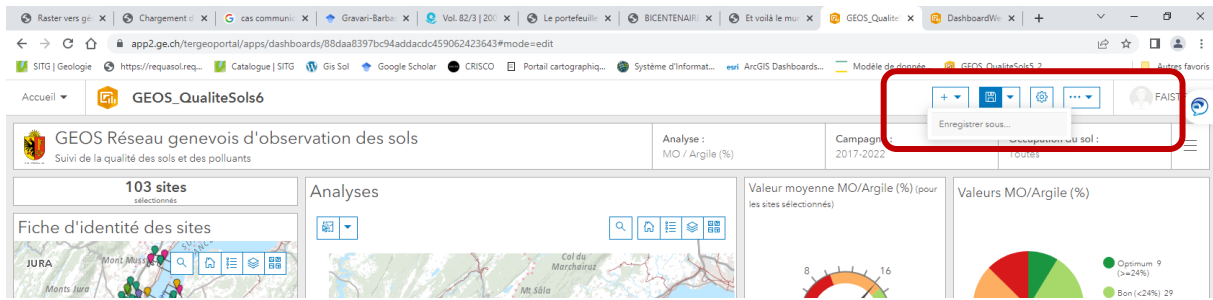 Raster vers gé
Chargement d
cas communic
Gravari-Barbas
Vol. 82/3 | 200
Le portefeuille
BICENTENAIRE
Et voilà le mur
GEOS_Qualite
DashboardWe
app2.ge.ch/tergeoportal/apps/dashboards/88daa8397bc94addacdc459062423643#mode=edit
SITG | Geologie
https://requasol.req...
Catalogue | SITG
Gis Sol
Google Scholar
CRISCO
Portail cartographiq...
Système d'Informat...
esri ArcGIS Dashboards...
Modèle de donnée
GEOS_QualiteSols5_2
Autres favoris
Accueil
GEOS_QualiteSols6
FAIST
Enregistrer sous...
GEOS Réseau genevois d'observation des sols
Suivi de la qualité des sols et des polluants
Analyse :
MO / Argile (%)
Campagne :
2017-2022
Occupation du sol :
Toutes
103 sites
sélectionnés
Fiche d'identité des sites
JURA
Monts Jura
Analyses
Col du
Marchairuz
Mt Sâla
Valeur moyenne MO/Argile (%) (pour
les sites sélectionnés)
8
16
Valeurs MO/Argile (%)
Optimum 9
(>=24%)
Bon (<24%) 29